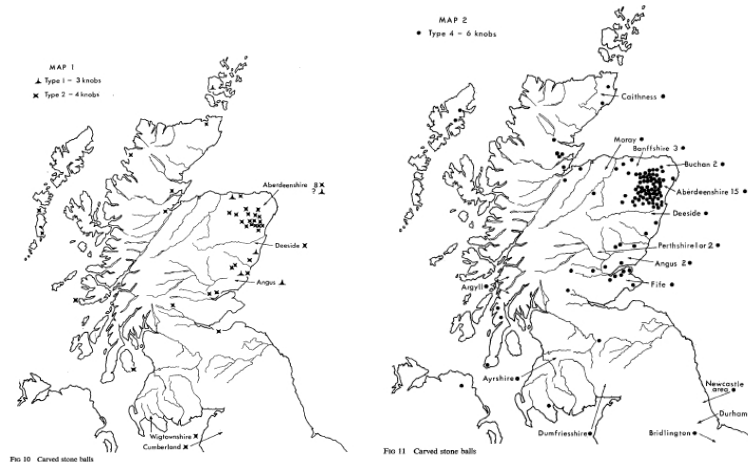 MAP 1
Type 1 – 3 knobs
Type 2 – 4 knobs
Aberdeenshire 8
?
Deeside
Angus
Wigtownshire
Cumberland
FIG 10 Carved stone balls
MAP 2
Type 4 – 6 knobs
Caithness
Moray
Banffshire 3
Buchan 2
Aberdeenshire 15
Deeside
Perthshire 1 or 2
Angus 2
Fife
Argyll
Ayrshire
Dumfriesshire
Newcastle
area
Durham
Bridlington
FIG 11 Carved stone balls